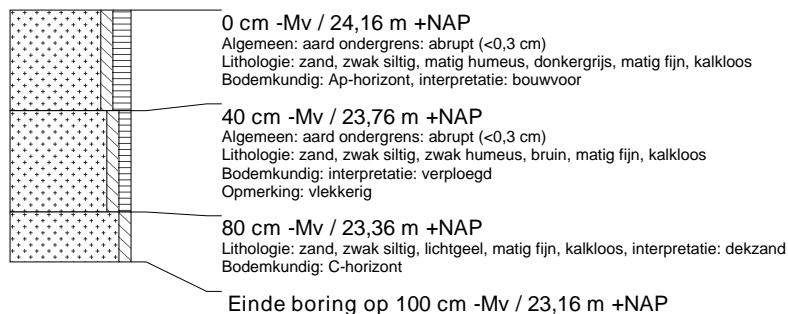 0 cm -Mv / 24,16 m +NAP
Algemeen: aard ondergrens: abrupt (<0,3 cm)
Lithologie: zand, zwak siltig, matig humeus, donkergrijs, matig fijn, kalkloos
Bodemkundig: Ap-horizont, interpretatie: bouwvoor
40 cm -Mv / 23,76 m +NAP
Algemeen: aard ondergrens: abrupt (<0,3 cm)
Lithologie: zand, zwak siltig, zwak humeus, bruin, matig fijn, kalkloos
Bodemkundig: interpretatie: verploegd
Opmerking: vlekkerig
80 cm -Mv / 23,36 m +NAP
Lithologie: zand, zwak siltig, lichtgeel, matig fijn, kalkloos, interpretatie: dekzand
Bodemkundig: C-horizont
Einde boring op 100 cm -Mv / 23,16 m +NAP